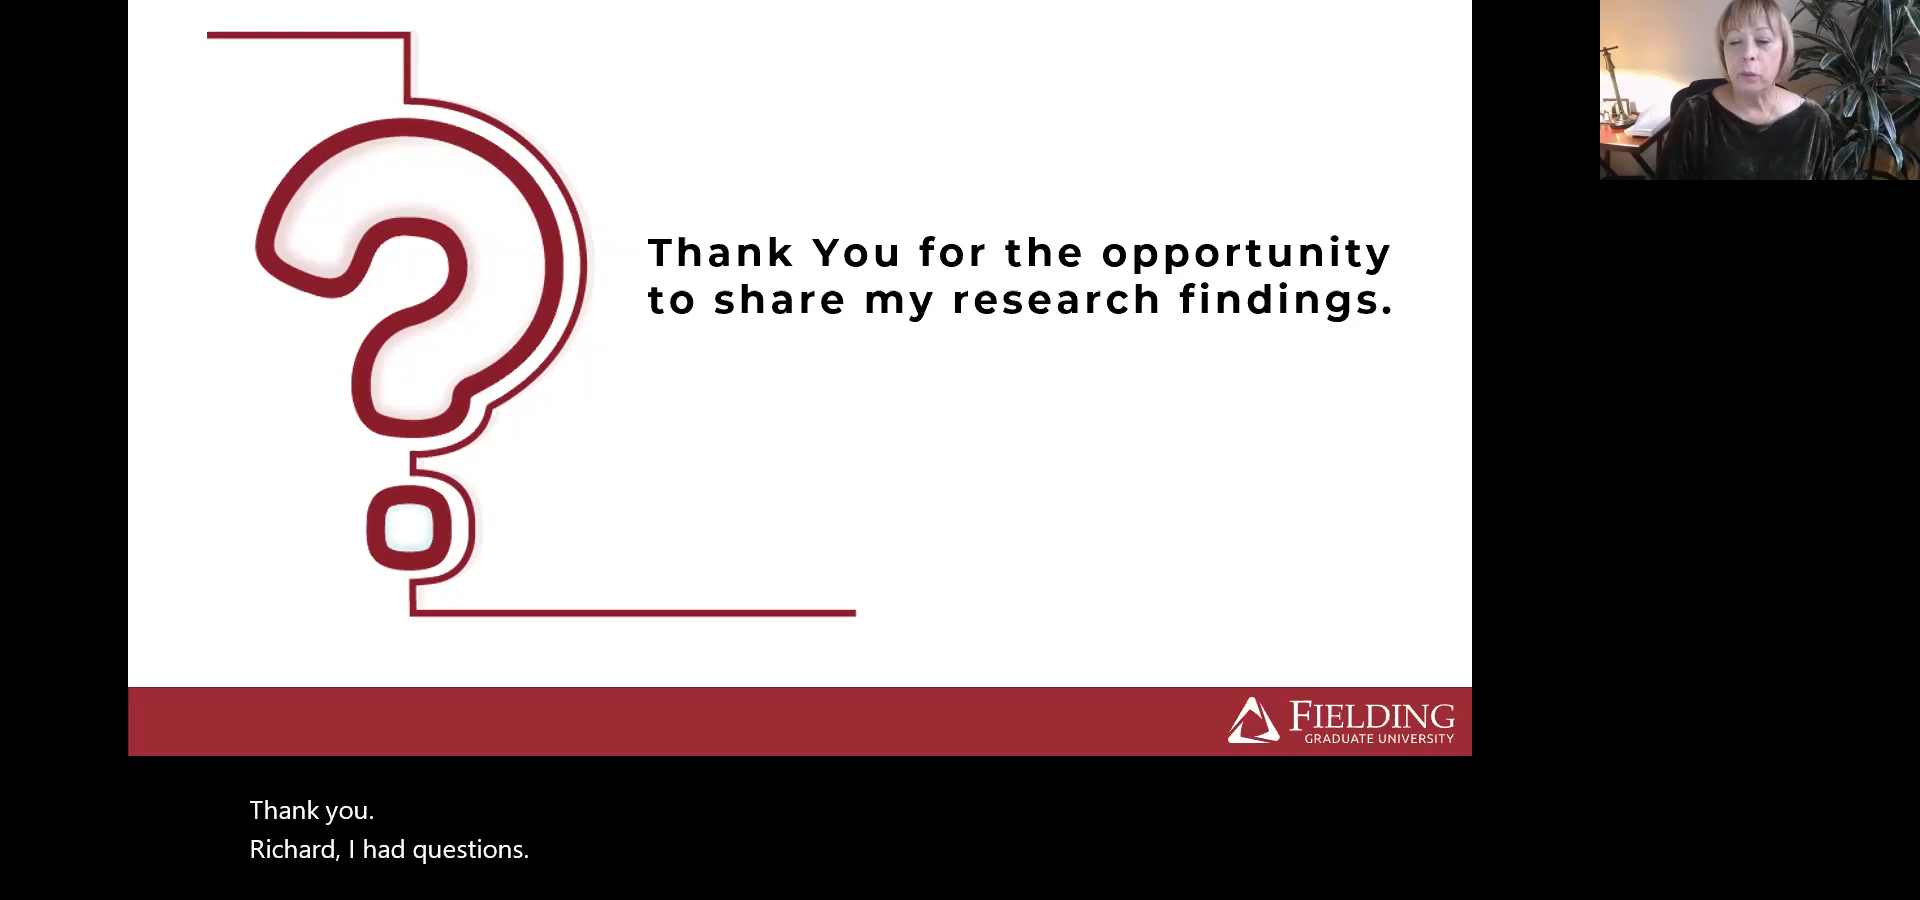 Thank You for the opportunity
to share my research findings.
FIELDING
GRADUATE UNIVERSITY
Thank you.
Richard, I had questions.